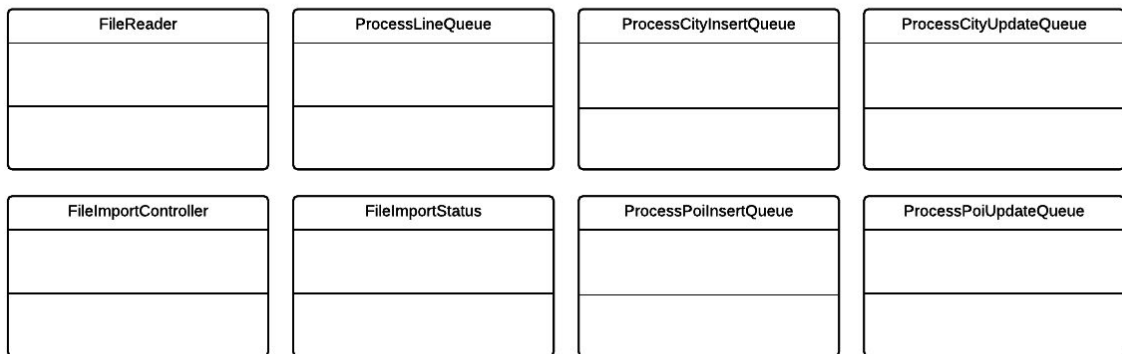 FileReader
ProcessLineQueue
ProcessCityInsertQueue
ProcessCityUpdateQueue
FileImportController
FileImportStatus
ProcessPoiInsertQueue
ProcessPoiUpdateQueue